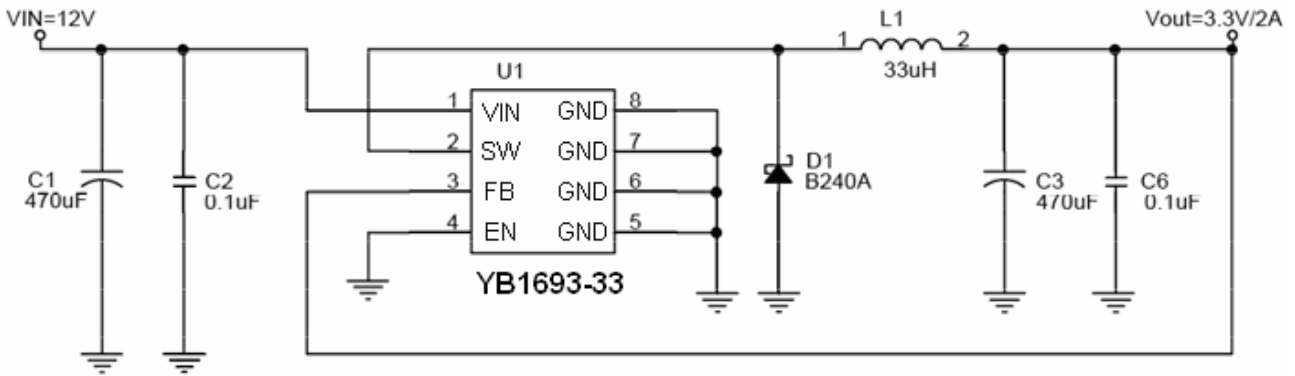 VIN=12V
Vout=3.3V/2A
L1
1
2
33uH
U1
1
VIN
GND
8
2
SW
GND
7
3
FB
GND
6
4
EN
GND
5
YB1693-33
C1
470uF
C2
0.1uF
D1
B240A
C3
470uF
C6
0.1uF